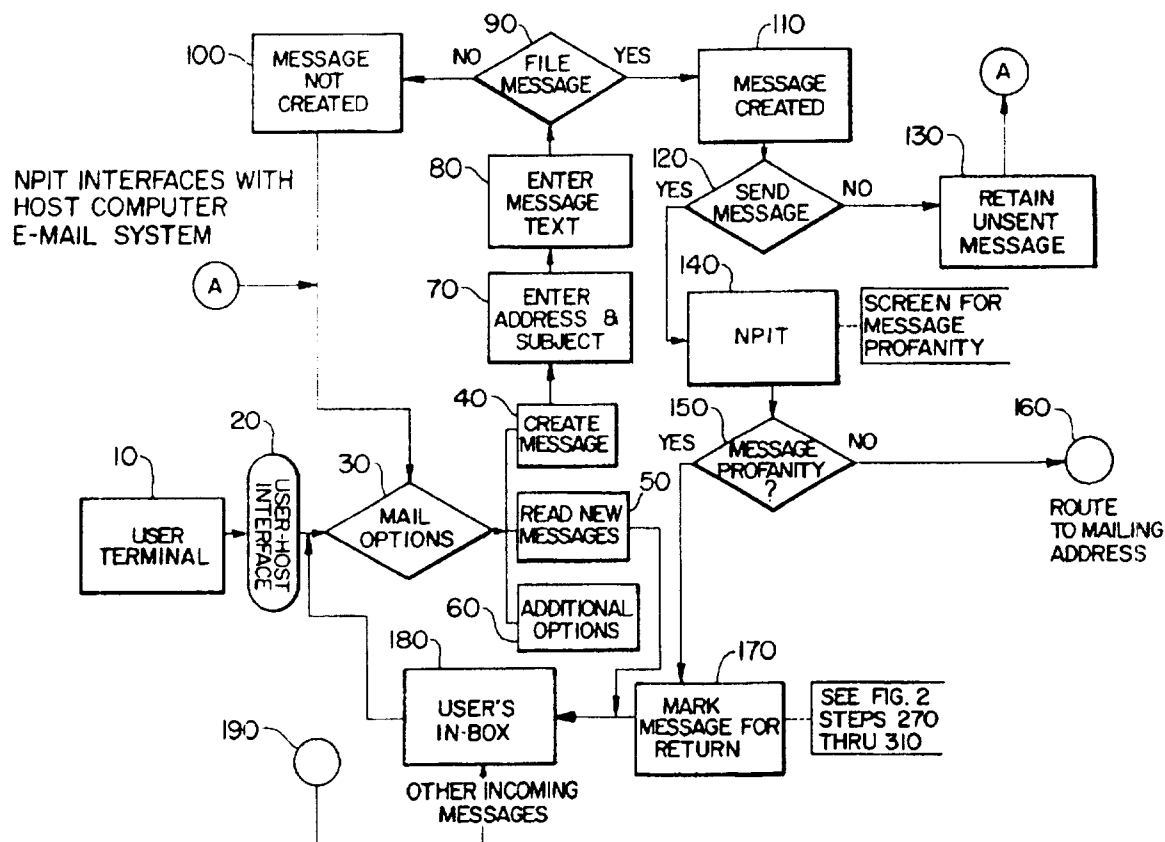 90
110
100
MESSAGE
NOT
CREATED
NO
FILE
MESSAGE
YES
MESSAGE
CREATED
A
80
ENTER
MESSAGE
TEXT
120
YES
SEND
MESSAGE
NO
130
RETAIN
UNSENT
MESSAGE
NPIT INTERFACES WITH
HOST COMPUTER
E-MAIL SYSTEM
A
70
ENTER
ADDRESS &
SUBJECT
140
NPIT
SCREEN FOR
MESSAGE
PROFANITY
40
CREATE
MESSAGE
150
YES
MESSAGE
PROFANITY
?
NO
160
ROUTE
TO MAILING
ADDRESS
10
USER
TERMINAL
20
USER-HOST
INTERFACE
30
MAIL
OPTIONS
50
READ NEW
MESSAGES
60
ADDITIONAL
OPTIONS
180
USER'S
IN-BOX
170
MARK
MESSAGE FOR
RETURN
SEE FIG. 2
STEPS 270
THRU 310
190
OTHER INCOMING
MESSAGES